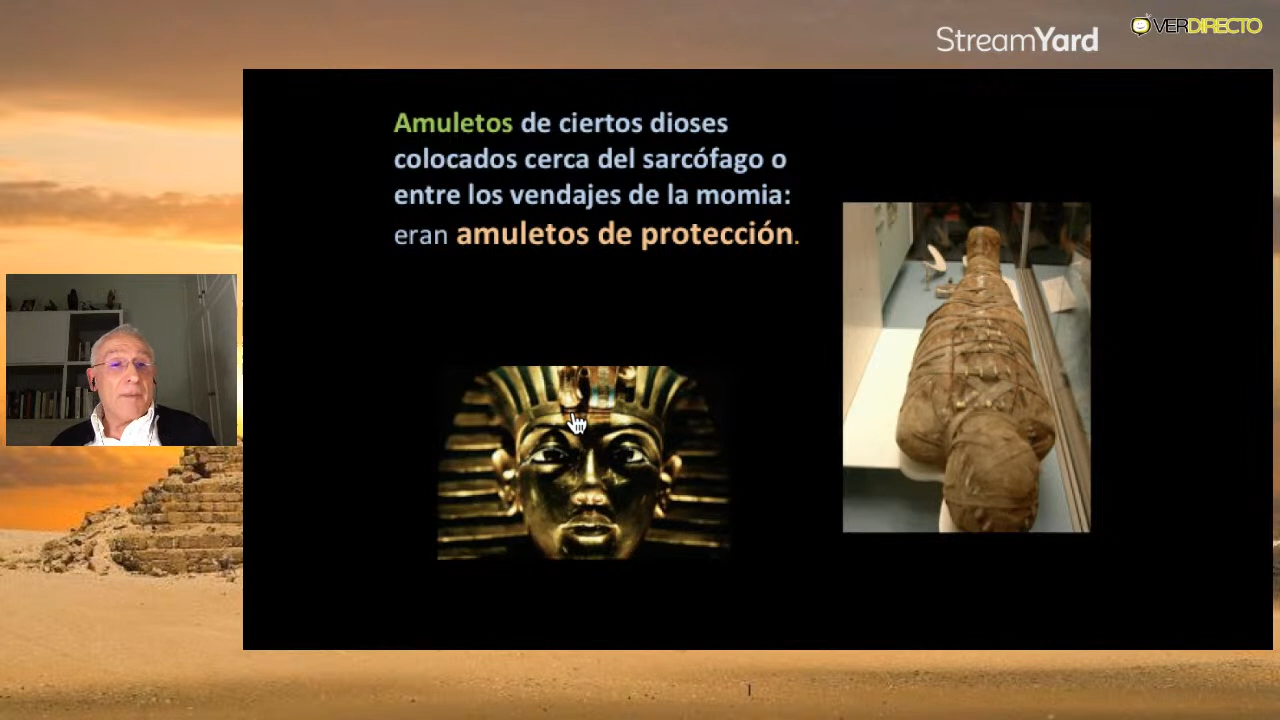 StreamYard
OVERDIRECTO
Amuletos de ciertos dioses
colocados cerca del sarcófago o
entre los vendajes de la momia:
eran amuletos de protección.